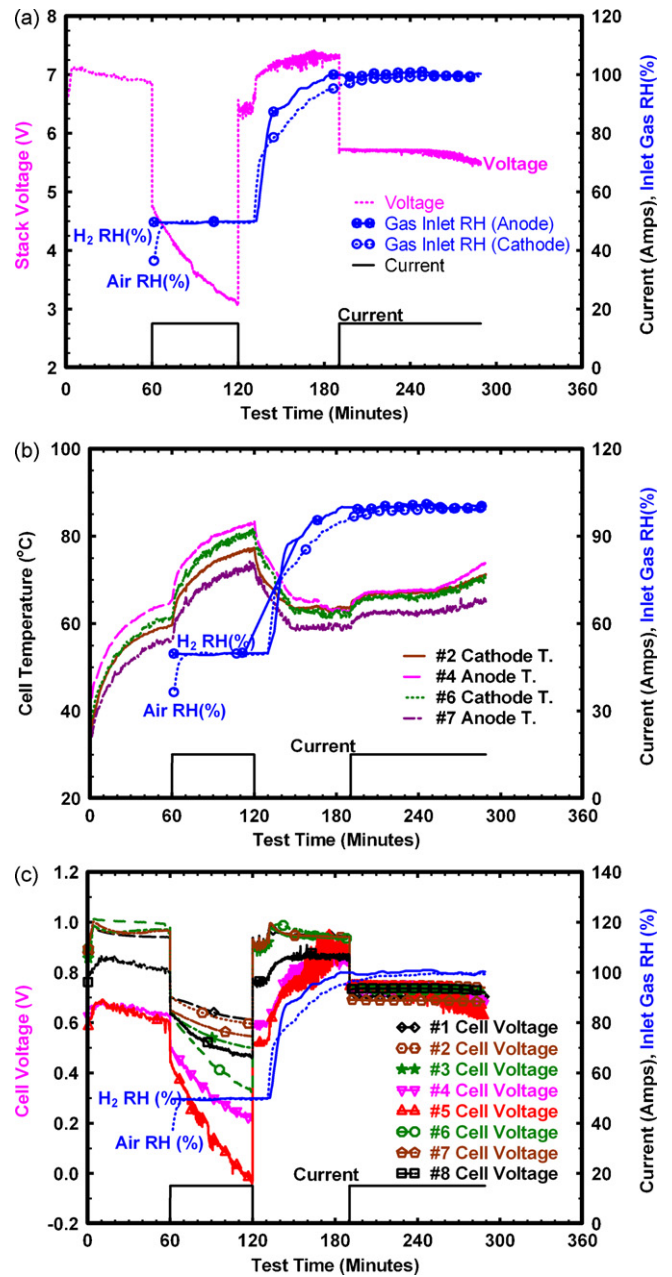 (a)
8
7
6
5
4
3
2
Stack Voltage (V)
120
100
80
60
40
20
0
Current (Amps), Inlet Gas RH(%)
Voltage
H2 RH(%)
Air RH(%)
Voltage
Gas Inlet RH (Anode)
Gas Inlet RH (Cathode)
Current
Current
0 60 120 180 240 300 360
Test Time (Minutes)
(b)
100
80
60
40
20
Cell Temperature (°C)
120
100
80
60
40
20
0
Current (Amps), Inlet Gas RH(%)
H2 RH(%)
Air RH(%)
#2 Cathode T.
#4 Anode T.
#6 Cathode T.
#7 Anode T.
Current
0 60 120 180 240 300 360
Test Time (Minutes)
(c)
1.2
1.0
0.8
0.6
0.4
0.2
0.0
-0.2
Cell Voltage (V)
140
120
100
80
60
40
20
0
Current (Amps), Inlet Gas RH (%)
H2 RH (%)
Air RH (%)
#1 Cell Voltage
#2 Cell Voltage
#3 Cell Voltage
#4 Cell Voltage
#5 Cell Voltage
#6 Cell Voltage
#7 Cell Voltage
#8 Cell Voltage
Current
0 60 120 180 240 300 360
Test Time (Minutes)